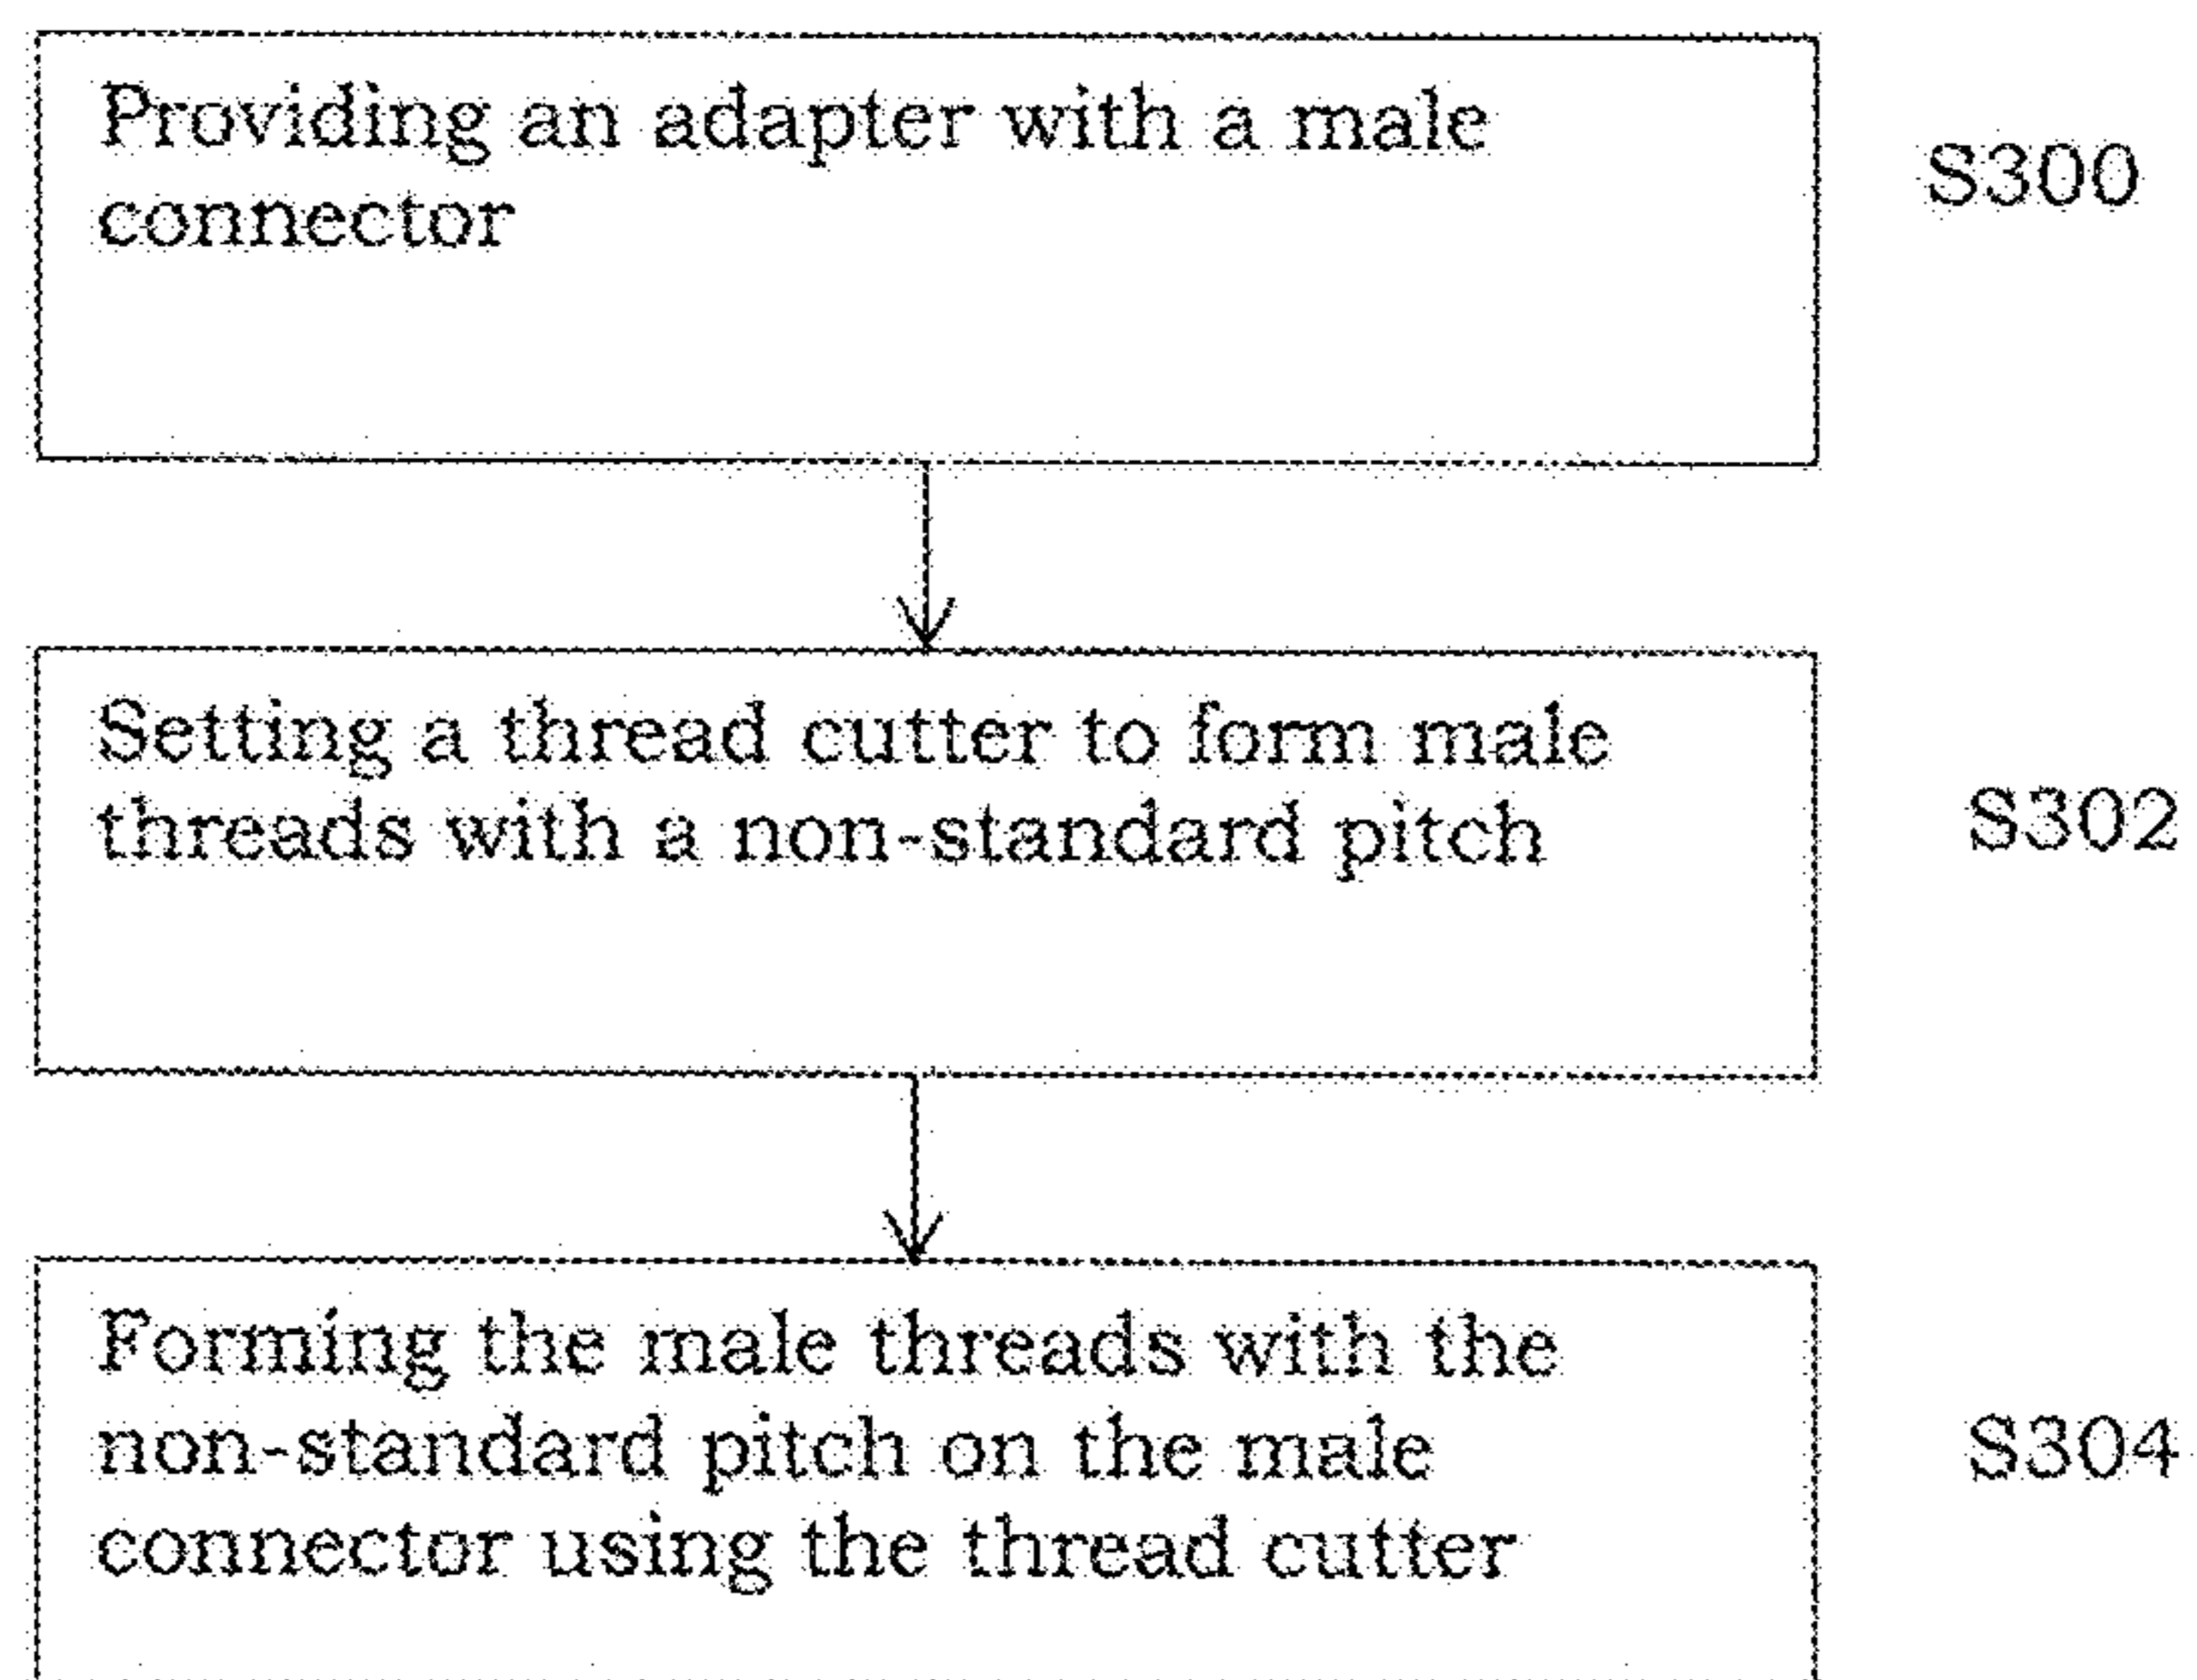 Providing an adapter with a male
connector
S300
Setting a thread cutter to form male
threads with a non-standard pitch
S302
Forming the male threads with the
non-standard pitch on the male
connector using the thread cutter
S304